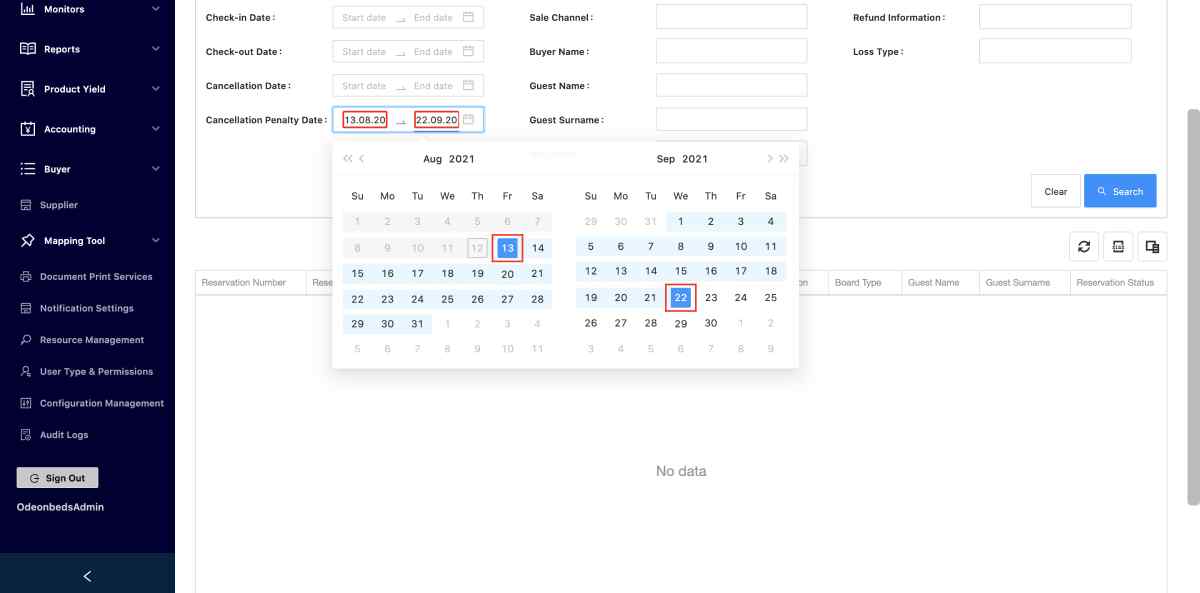 Monitors
Reports
Product Yield
Accounting
Buyer
Supplier
Mapping Tool
Document Print Services
Notification Settings
Resource Management
User Type & Permissions
Configuration Management
Audit Logs
Sign Out
OdeonbedsAdmin
Check-in Date : Start date End date Sale Channel : Refund Information :
Check-out Date : Start date End date Buyer Name : Loss Type :
Cancellation Date : Start date End date Guest Name :
Cancellation Penalty Date : 13.08.20 22.09.20 Guest Surname :
Aug 2021
Su Mo Tu We Th Fr Sa
1 2 3 4 5 6 7
8 9 10 11 12 13 14
15 16 17 18 19 20 21
22 23 24 25 26 27 28
29 30 31 1 2 3 4
5 6 7 8 9 10 11
Sep 2021
Su Mo Tu We Th Fr Sa
29 30 31 1 2 3 4
5 6 7 8 9 10 11
12 13 14 15 16 17 18
19 20 21 22 23 24 25
26 27 28 29 30 1 2
3 4 5 6 7 8 9
Clear Search
Reservation Number Rese on Board Type Guest Name Guest Surname Reservation Status
No data